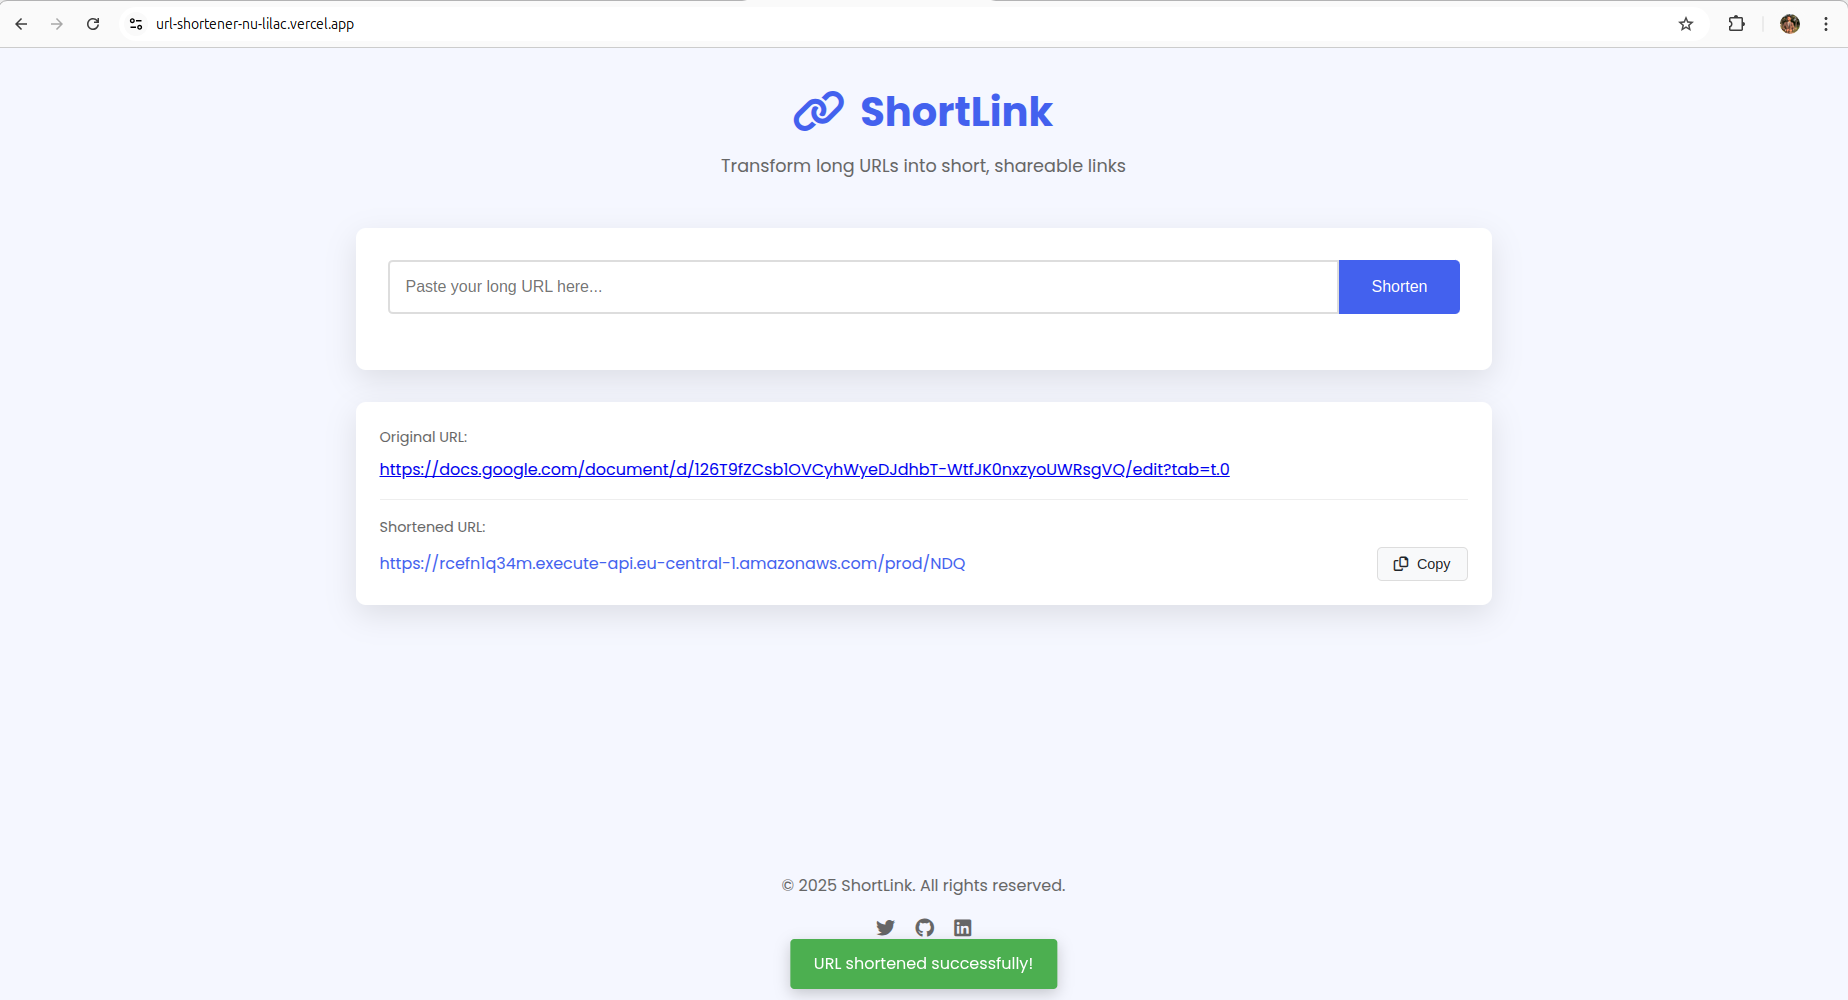 url-shortener-nu-lilac.vercel.app
ShortLink
Transform long URLs into short, shareable links
Paste your long URL here...
Shorten
Original URL:
https://docs.google.com/document/d/126T9fZCsb1OVCyhWyeDJdhbT-WtfJK0nxzyoUWRsgVQ/edit?tab=t.0
Shortened URL:
https://rcefn1q34m.execute-api.eu-central-1.amazonaws.com/prod/NDQ
Copy
© 2025 ShortLink. All rights reserved.
in
URL shortened successfully!